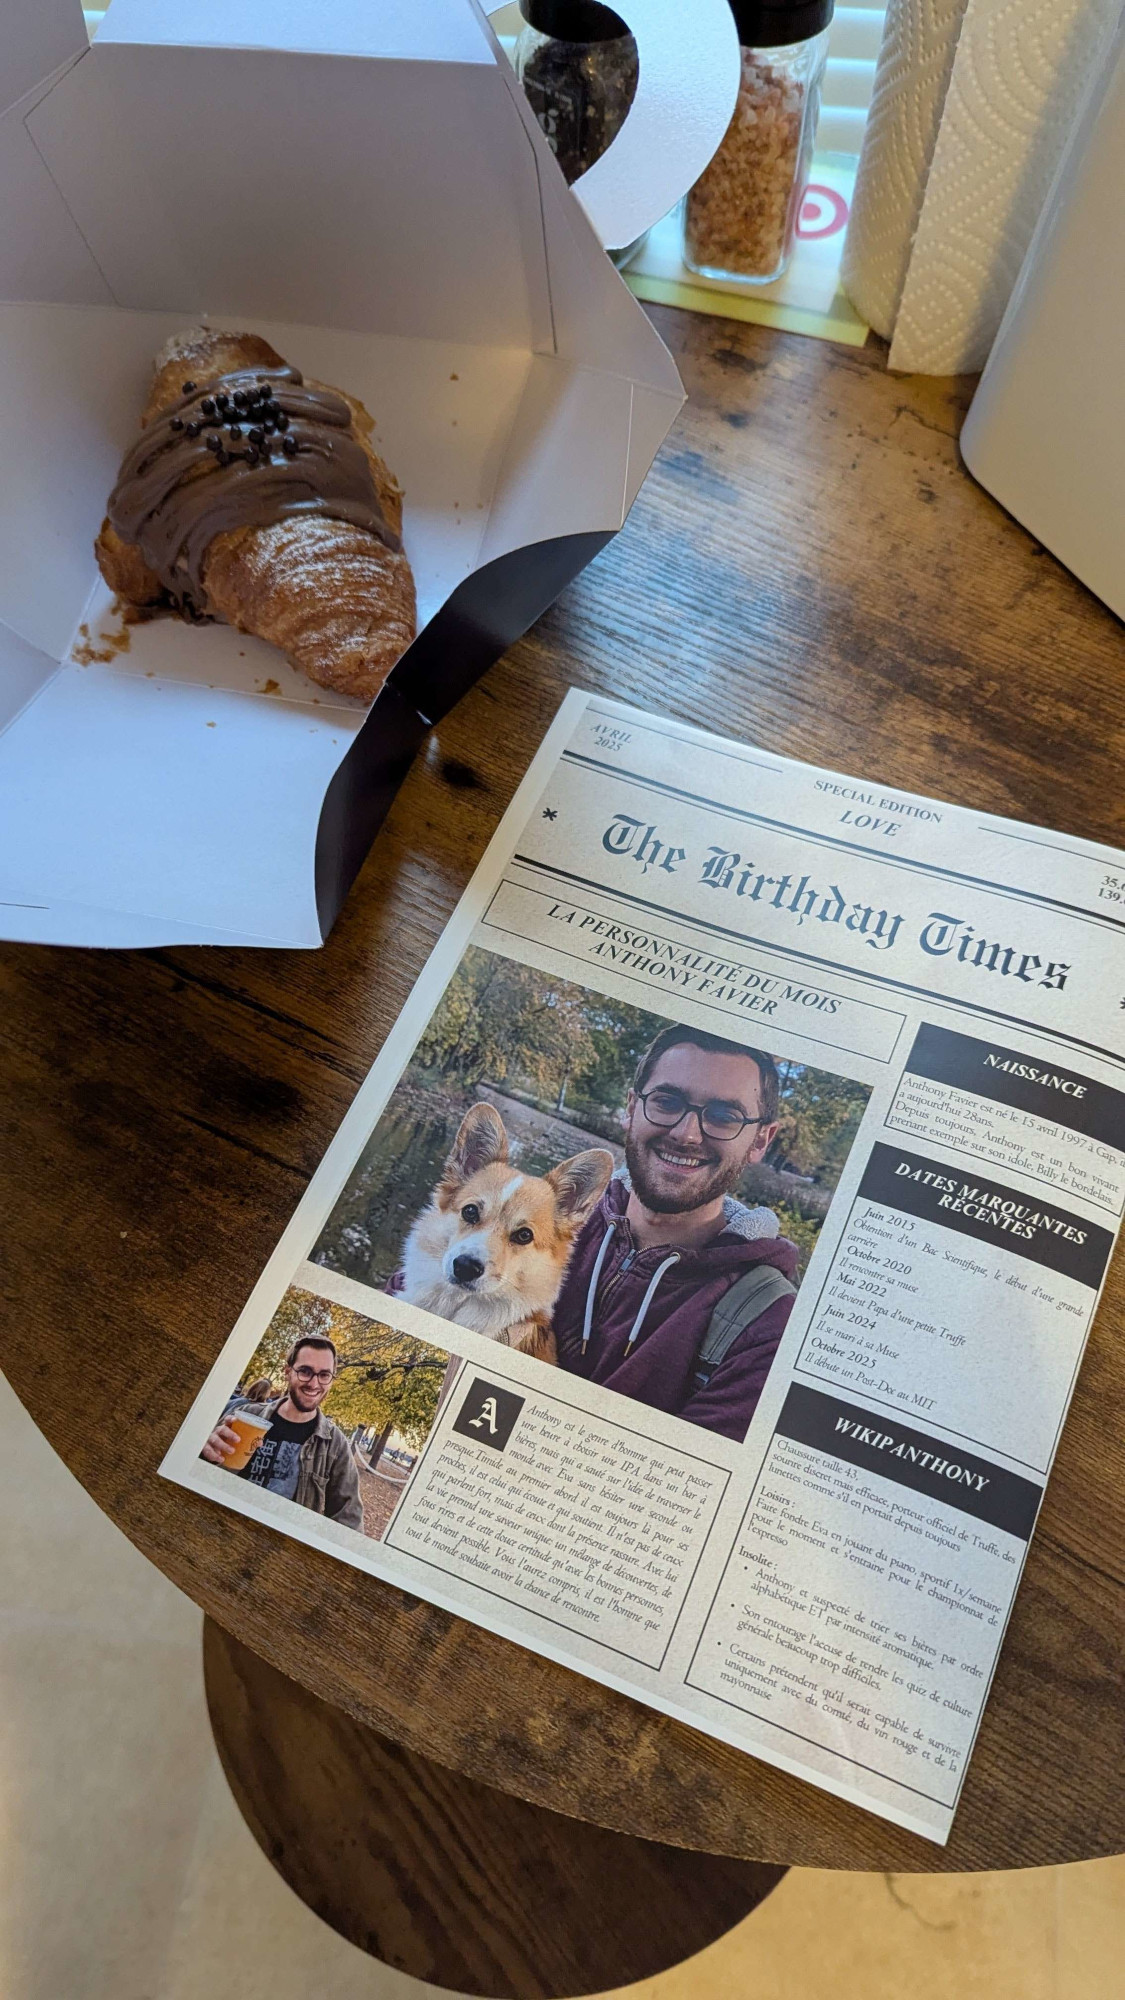 AVRIL
2025
SPECIAL EDITION
LOVE
The Birthday Times
LA PERSONNALITÉ DU MOIS
ANTHONY FAVIER
NAISSANCE
Anthony Favier est né le 15 avril 1997 à Gap, il
a aujourd'hui 28ans.
Depuis toujours, Anthony est un bon vivant
prenant exemple sur son idole, Billy le bordelais.
DATES MARQUANTES
RÉCENTES
Juin 2015
Obtention d'un Bac Scientifique, le début d'une grande
carrière
Octobre 2020
Il rencontre sa muse
Mai 2022
Il devient Papa d'une petite Truffe
Juin 2024
Il se mari à sa Muse
Octobre 2025
Il débute un Post-Doc au MIT
WIKIPANTHONY
Chaussure taille 43,
sourire discret mais efficace, porteur officiel de Truffe, des
lunettes comme s'il en portait depuis toujours
Loisirs :
Faire fondre Eva en jouant du piano, sportif 1x/semaine
pour le moment et s'entraine pour le championnat de
l'expresso
Insolite :
• Anthony est suspecté de trier ses bières par ordre
alphabétique ET par intensité aromatique.
• Son entourage l'accuse de rendre les quiz de culture
générale beaucoup trop difficiles.
• Certains prétendent qu'il serait capable de survivre
uniquement avec du comté, du vin rouge et de la
mayonnaise
A
Anthony est le genre d'homme qui peut passer
une heure à choisir une IPA dans un bar à
bières, mais qui a sauté sur l'idée de traverser le
monde avec Eva sans hésiter une seconde ou
presque.Timide au premier abord, il est toujours là pour ses
proches, il est celui qui écoute et qui soutient. Il n'est pas de ceux
qui parlent fort, mais de ceux dont la présence rassure. Avec lui
la vie prend une saveur unique: un mélange de découvertes, de
fous rires et de cette douce certitude qu'avec les bonnes personnes,
tout devient possible. Vous l'aurez compris, il est l'homme que
tout le monde souhaite avoir la chance de rencontre.